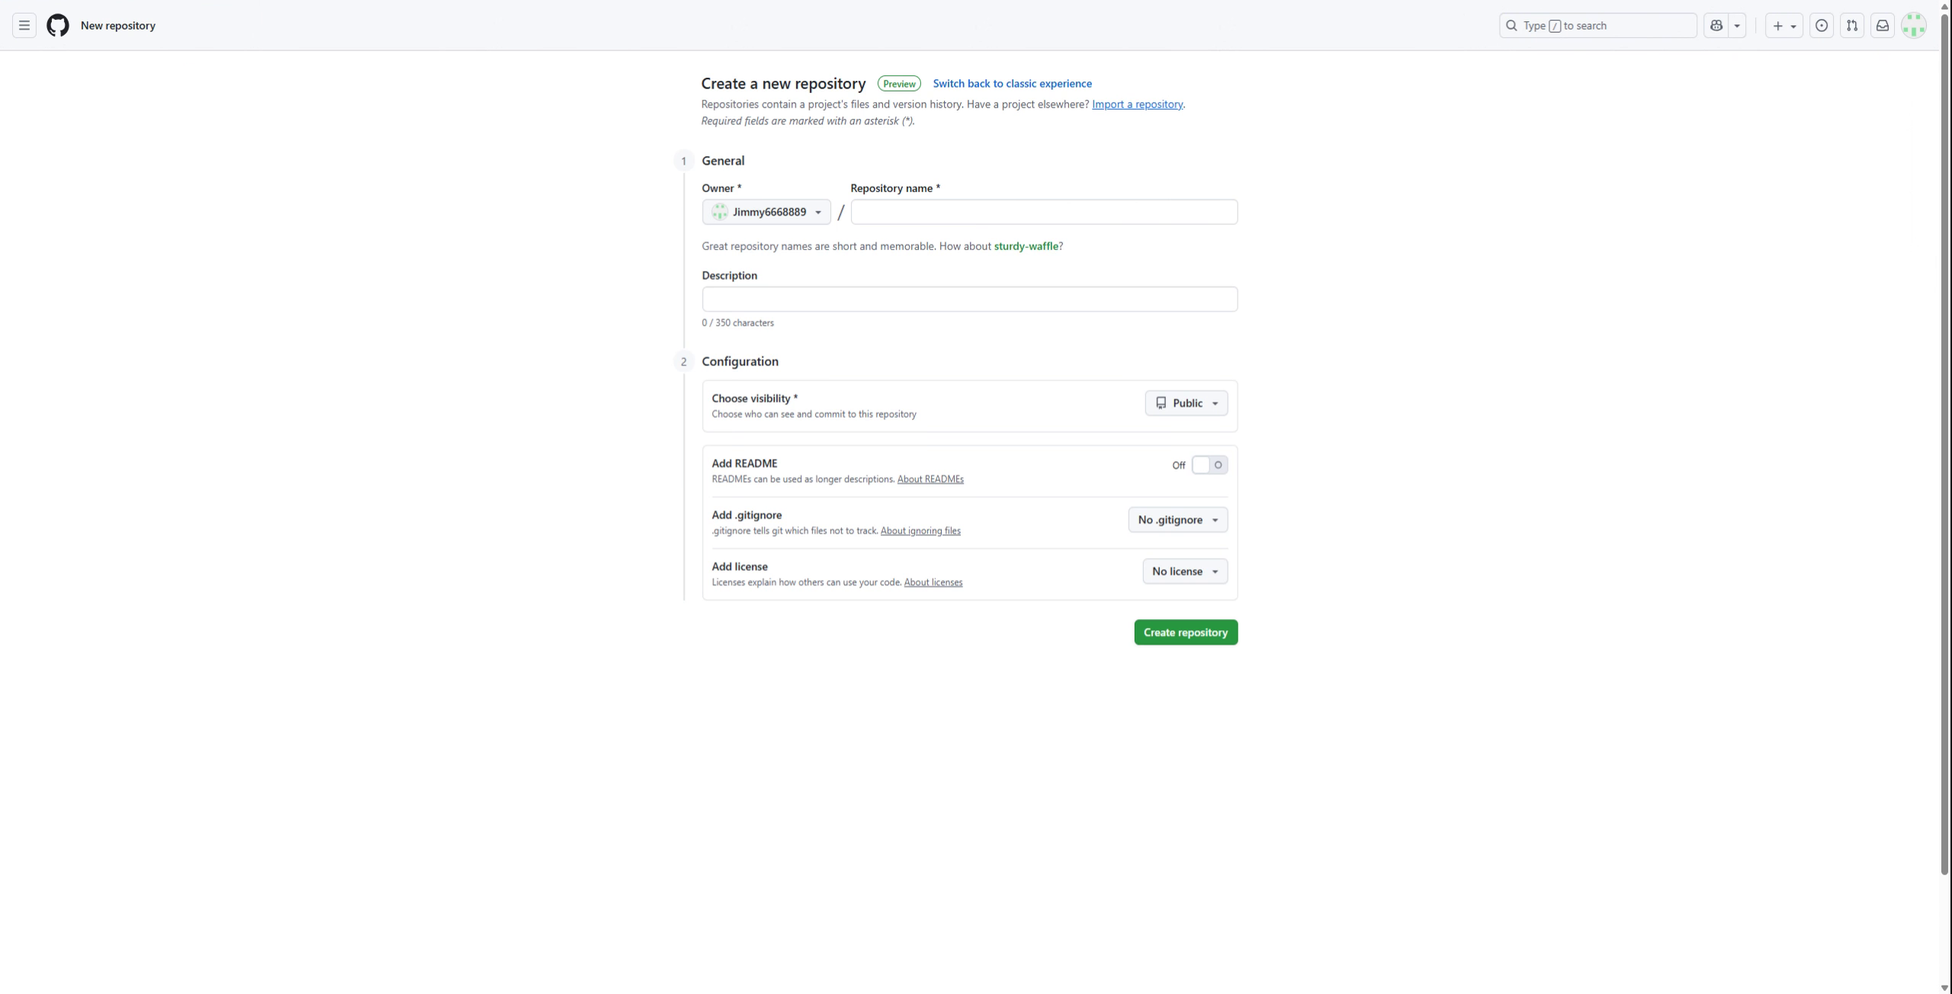 New repository
Type / to search
Create a new repository Preview Switch back to classic experience
Repositories contain a project's files and version history. Have a project elsewhere? Import a repository.
Required fields are marked with an asterisk (*).
1 General
Owner * Repository name *
Jimmy6668889 /
Great repository names are short and memorable. How about sturdy-waffle?
Description
0 / 350 characters
2 Configuration
Choose visibility * Public
Choose who can see and commit to this repository
Add README Off
READMEs can be used as longer descriptions. About READMEs
Add .gitignore No .gitignore
.gitignore tells git which files not to track. About ignoring files
Add license No license
Licenses explain how others can use your code. About licenses
Create repository